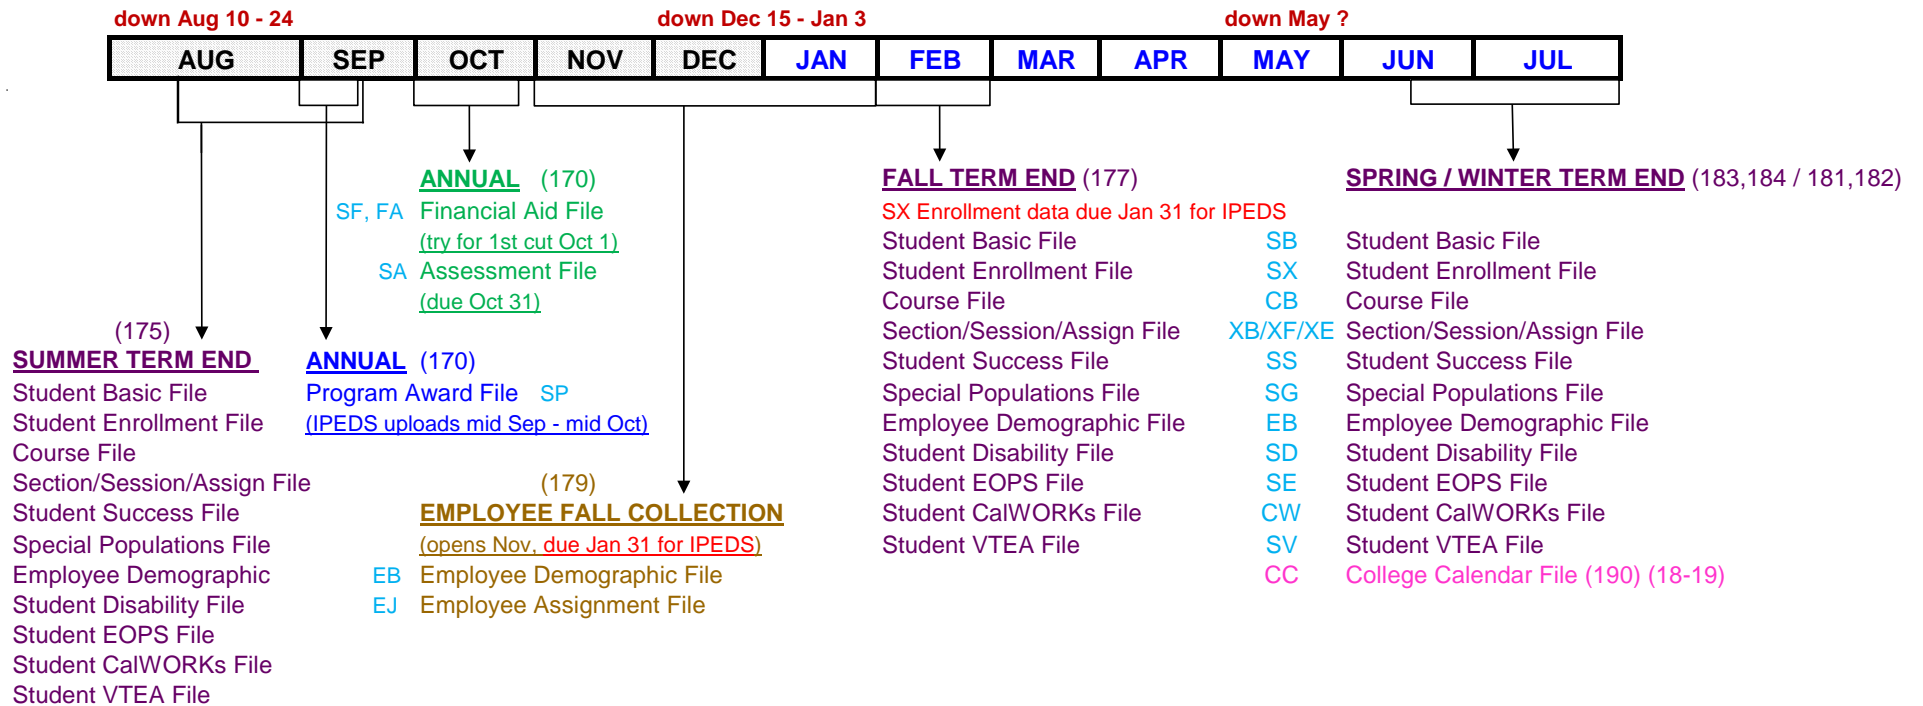 down Aug 10 - 24 down Dec 15 - Jan 3 down May ?
AUG SEP OCT NOV DEC JAN FEB MAR APR MAY JUN JUL
(175)
SUMMER TERM END
Student Basic File
Student Enrollment File
Course File
Section/Session/Assign File
Student Success File
Special Populations File
Employee Demographic
Student Disability File
Student EOPS File
Student CalWORKs File
Student VTEA File
ANNUAL (170)
Program Award File SP
(IPEDS uploads mid Sep - mid Oct)
ANNUAL (170)
SF, FA Financial Aid File
(try for 1st cut Oct 1)
SA Assessment File
(due Oct 31)
(179)
EMPLOYEE FALL COLLECTION
(opens Nov, due Jan 31 for IPEDS)
EB Employee Demographic File
EJ Employee Assignment File
FALL TERM END (177)
SX Enrollment data due Jan 31 for IPEDS
Student Basic File
Student Enrollment File
Course File
Section/Session/Assign File
Student Success File
Special Populations File
Employee Demographic File
Student Disability File
Student EOPS File
Student CalWORKs File
Student VTEA File
SB
SX
CB
XB/XF/XE
SS
SG
EB
SD
SE
CW
SV
CC
SPRING / WINTER TERM END (183,184 / 181,182)
Student Basic File
Student Enrollment File
Course File
Section/Session/Assign File
Student Success File
Special Populations File
Employee Demographic File
Student Disability File
Student EOPS File
Student CalWORKs File
Student VTEA File
College Calendar File (190) (18-19)